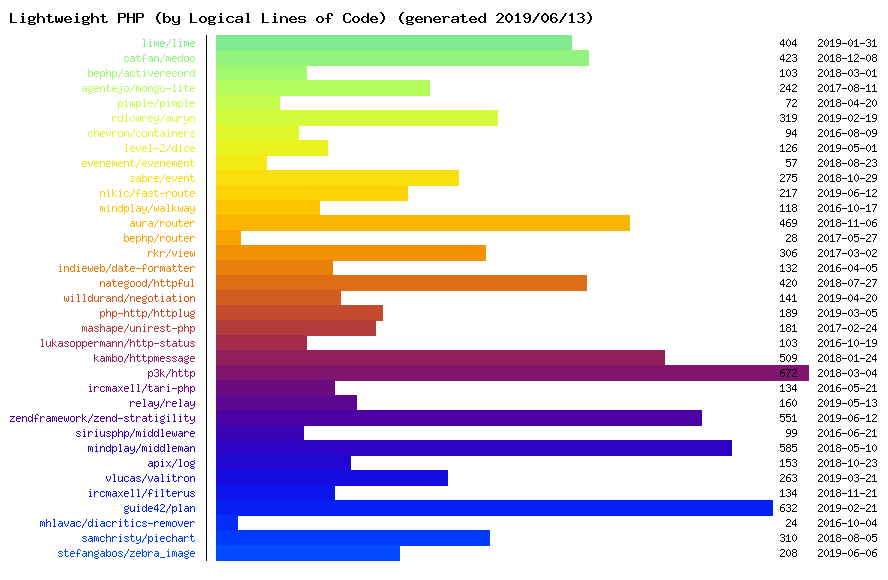 Lightweight PHP (by Logical Lines of Code) (generated 2019/06/13)
lime/lime 404 2019-01-31
catfan/medoo 423 2018-12-08
bephp/activerecord 103 2018-03-01
agentejo/mongo-lite 242 2017-08-11
pimple/pimple 72 2018-04-20
rdlowrey/auryn 319 2019-02-19
chevron/containers 94 2016-08-09
level-2/dice 126 2019-05-01
evenement/evenement 57 2018-08-23
sabre/event 275 2018-10-29
nikic/fast-route 217 2019-06-12
mindplay/walkway 118 2016-10-17
aura/router 469 2018-11-06
bephp/router 28 2017-05-27
rkr/view 306 2017-03-02
indieweb/date-formatter 132 2016-04-05
nategood/httpful 420 2018-07-27
willdurand/negotiation 141 2019-04-20
php-http/httplug 189 2019-03-05
mashape/unirest-php 181 2017-02-24
lukasoppermann/http-status 103 2016-10-19
kambo/httpmessage 509 2018-01-24
p3k/http 672 2018-03-04
ircmaxell/tari-php 134 2016-05-21
relay/relay 160 2019-05-13
zendframework/zend-stratigility 551 2019-06-12
siriusphp/middleware 99 2016-06-21
mindplay/middleman 585 2018-05-10
apix/log 153 2018-10-23
vlucas/valitron 263 2019-03-21
ircmaxell/filterus 134 2018-11-21
guide42/plan 632 2019-02-21
mhlavac/diacritics-remover 24 2016-10-04
samchristy/piechart 310 2018-08-05
stefangabos/zebra_image 208 2019-06-06